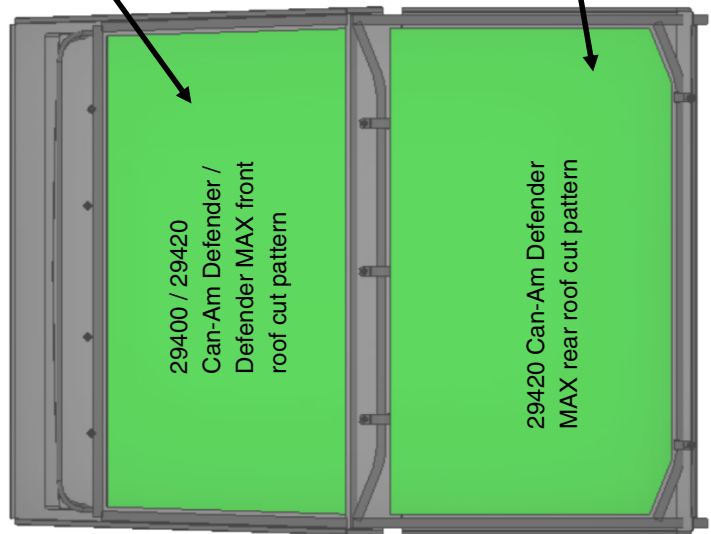 29400 / 29420
Can-Am Defender /
Defender MAX front
roof cut pattern
29420 Can-Am Defender
MAX rear roof cut pattern